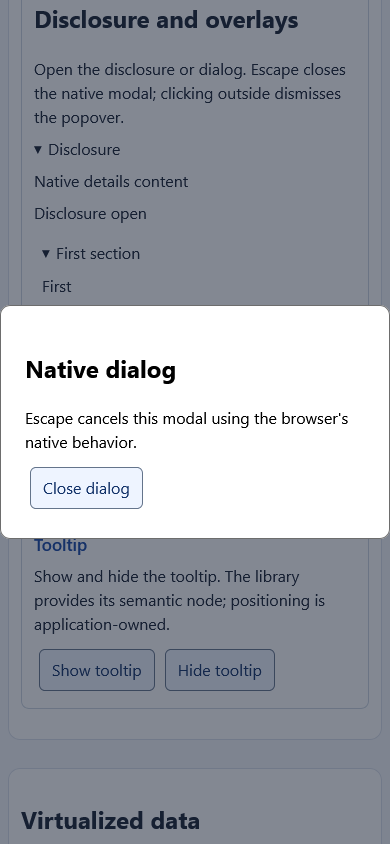 Disclosure and overlays
Open the disclosure or dialog. Escape closes
the native modal; clicking outside dismisses
the popover.
▼ Disclosure
Native details content
Disclosure open
▼ First section
First
Native dialog
Escape cancels this modal using the browser's
native behavior.
Close dialog
Tooltip
Show and hide the tooltip. The library
provides its semantic node; positioning is
application-owned.
Show tooltip Hide tooltip
Virtualized data